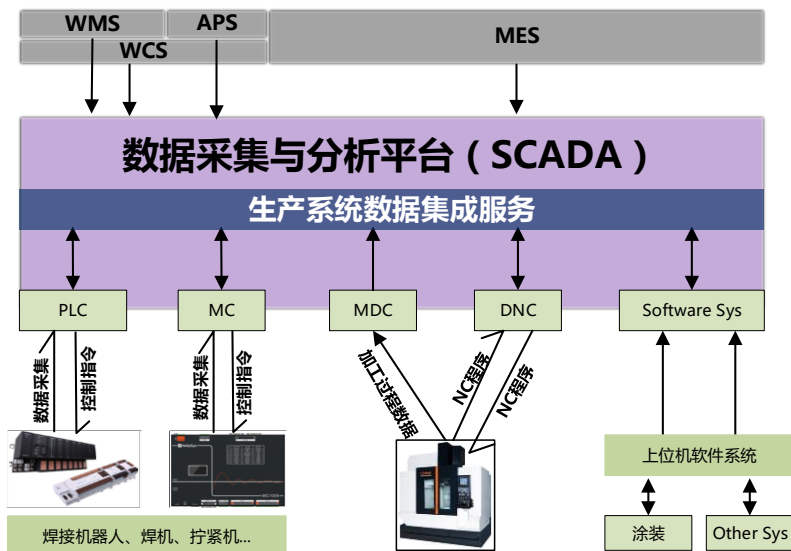 WMS
APS
WCS
MES
数据采集与分析平台（SCADA）
生产系统数据集成服务
PLC
MC
MDC
DNC
Software Sys
数据采集
控制指令
数据采集
控制指令
加工过程数据
NC程序
NC程序
上位机软件系统
焊接机器人、焊机、拧紧机...
涂装
Other Sys